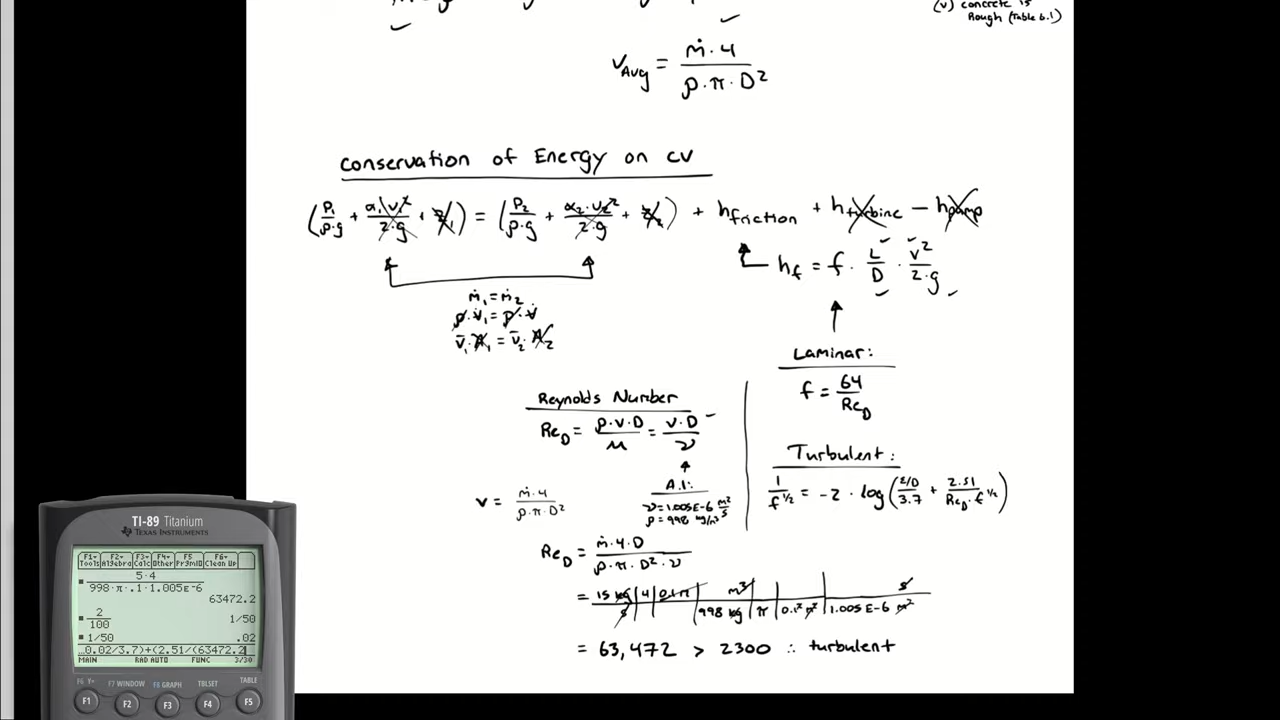 (v) concrete is
Rough (Table 6.1)
v_Avg = ṁ·4 / ρ·π·D²
Conservation of Energy on CV
(P₁/ρ·g + α₁·v₁²/2·g + z₁) = (P₂/ρ·g + α₂·v₂²/2·g + z₂) + h_friction + h_turbine − h_pump
h_f = f · L/D · v²/2·g
ṁ₁ = ṁ₂
ρ·V̇₁ = ρ·V̇
v̄₁·A₁ = v̄₂·A₂
Laminar:
f = 64/Re_D
Reynolds Number
Re_D = ρ·v·D/μ = v·D/ν
Turbulent:
1/f^½ = -2 · log(ε/D/3.7 + 2.51/Re_D·f^½)
A.1:
ν = 1.005E-6 m²/s
ρ = 998 kg/m³
v = ṁ·4 / ρ·π·D²
Re_D = ṁ·4·D / ρ·π·D²·ν
= 15 kg | 4 | 0.1 m | m³ | s
s | 998 kg | π | 0.1² m² | 1.005 E-6 m²
= 63,472 > 2300 ∴ turbulent
TI-89 Titanium
TEXAS INSTRUMENTS
F1 Tools F2 Algebra F3 Calc F4 Other F5 PrgmIO F6 Clean Up
5·4
998·π·.1·1.005E-6
63472.2
2/100 1/50
1/50 .02
…0.02/3.7)+(2.51/(63472.2
MAIN RAD AUTO FUNC 3/30
F6 Y= F7 WINDOW F8 GRAPH TBLSET TABLE
F1 F2 F3 F4 F5